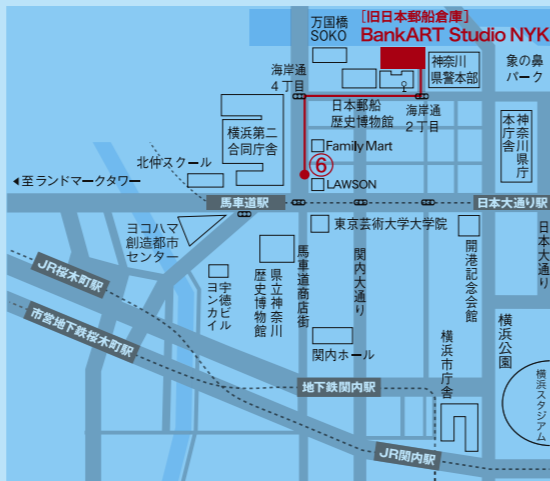 [旧日本郵船倉庫]
BankART Studio NYK
万国橋
SOKO
神奈川
県警本部
象の鼻
パーク
海岸通
4丁目
日本郵船
歴史博物館
海岸通
2丁目
神奈川県庁
本庁舎
横浜第二
合同庁舎
FamilyMart
⑥
北仲スクール
LAWSON
◀至ランドマークタワー
馬車道駅
日本大通り駅
東京芸術大学大学院
ヨコハマ
創造都市
センター
馬車道商店街
関内大通り
開港記念会館
日本大通り
県立神奈川
歴史博物館
宇徳ビル
ヨンカイ
JR桜木町駅
市営地下鉄桜木町駅
関内ホール
横浜市庁舎
横浜公園
横浜スタジアム
地下鉄関内駅
JR関内駅